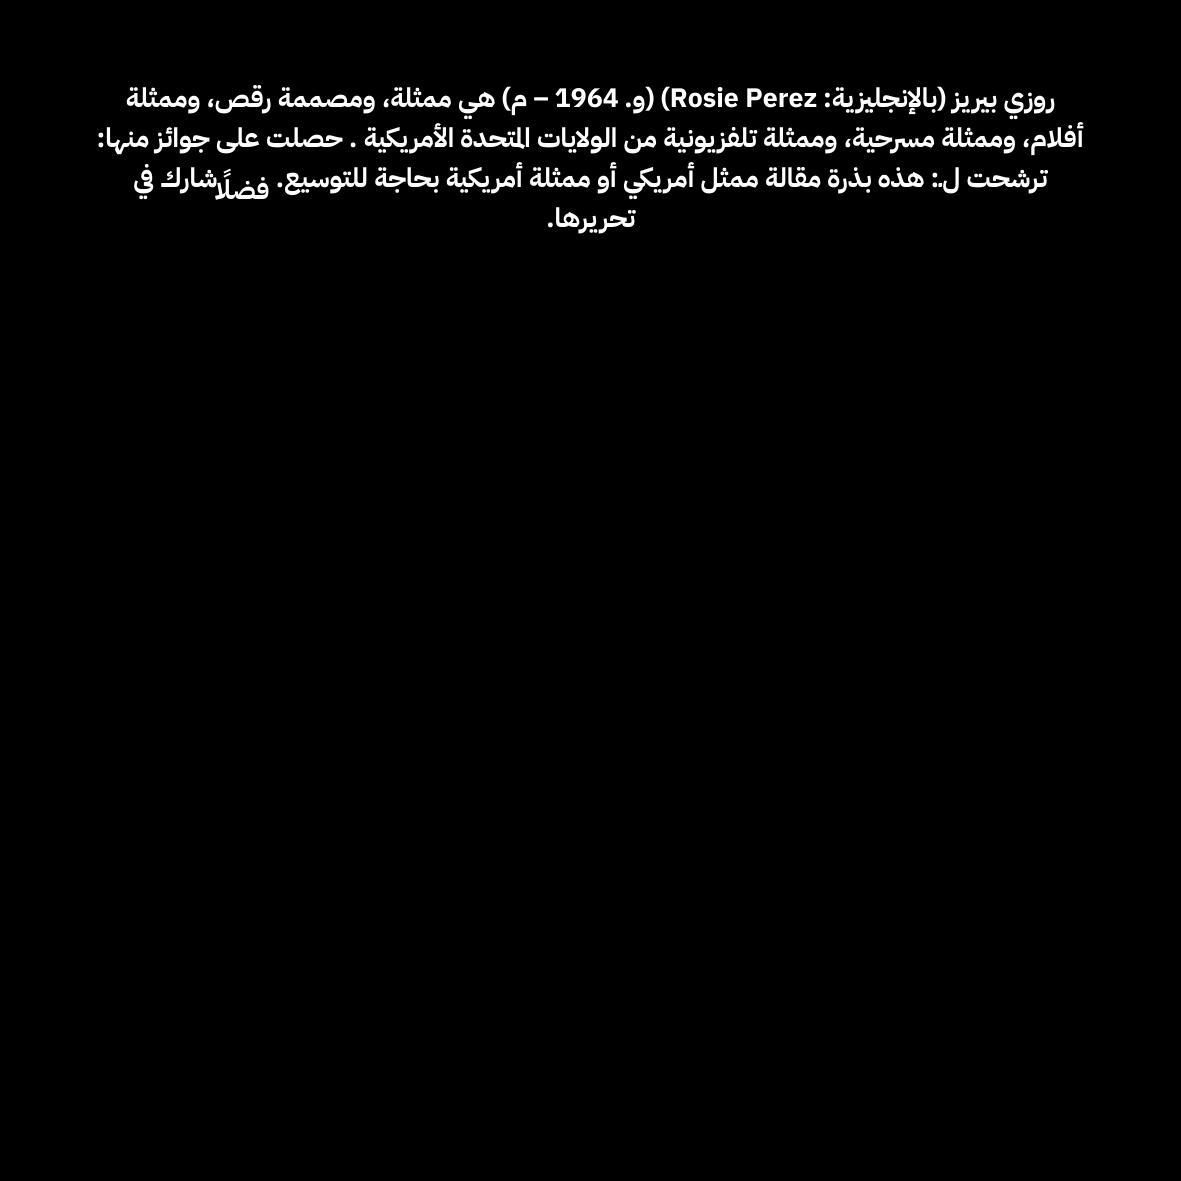 روزي بيريز (بالإنجليزية: Rosie Perez) (و. 1964 – م) هي ممثلة، ومصممة رقص، وممثلة
أفلام، وممثلة مسرحية، وممثلة تلفزيونية من الولايات المتحدة الأمريكية . حصلت على جوائز منها:
ترشحت لـ: هذه بذرة مقالة ممثل أمريكي أو ممثلة أمريكية بحاجة للتوسيع. فضلًا شارك في
تحريرها.